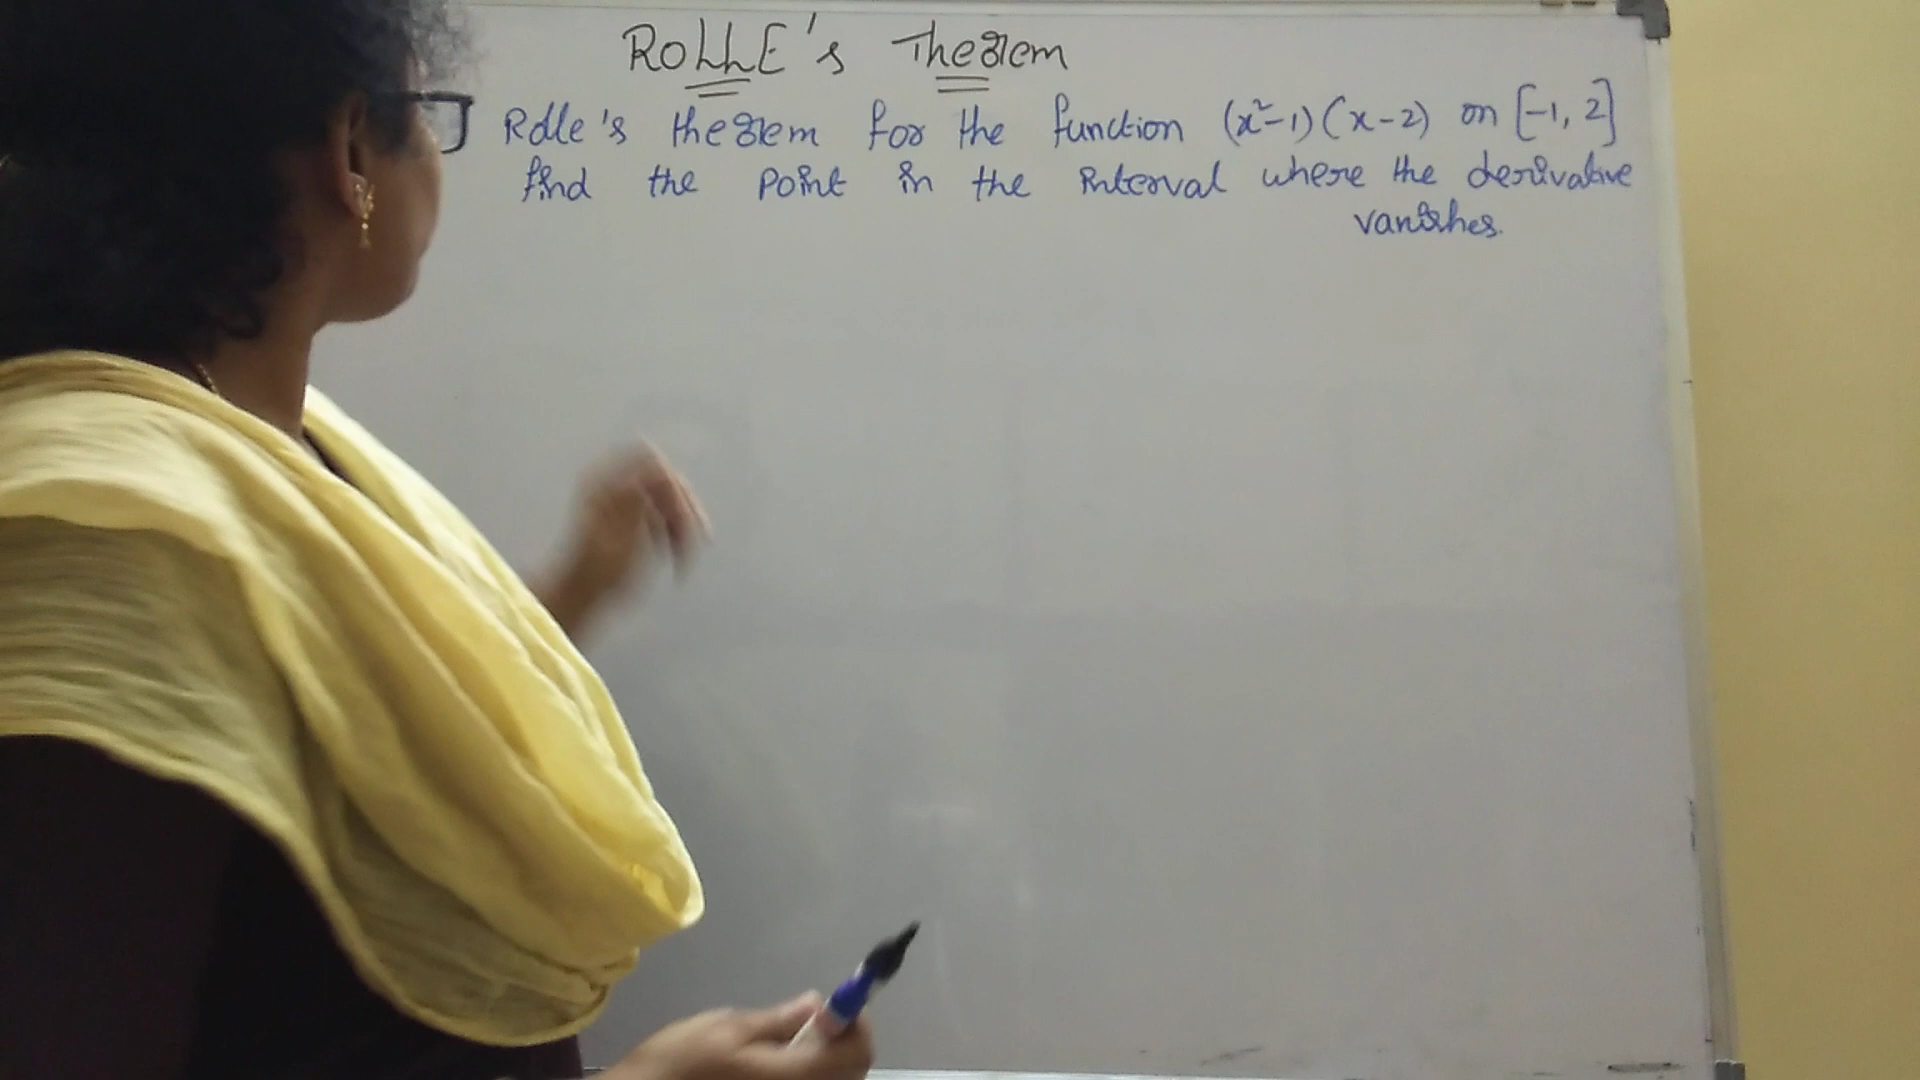 ROLLE's Theorem
Rolle's theorem for the function (x²-1)(x-2) on [-1, 2]
find the point in the interval where the derivative
vanishes.